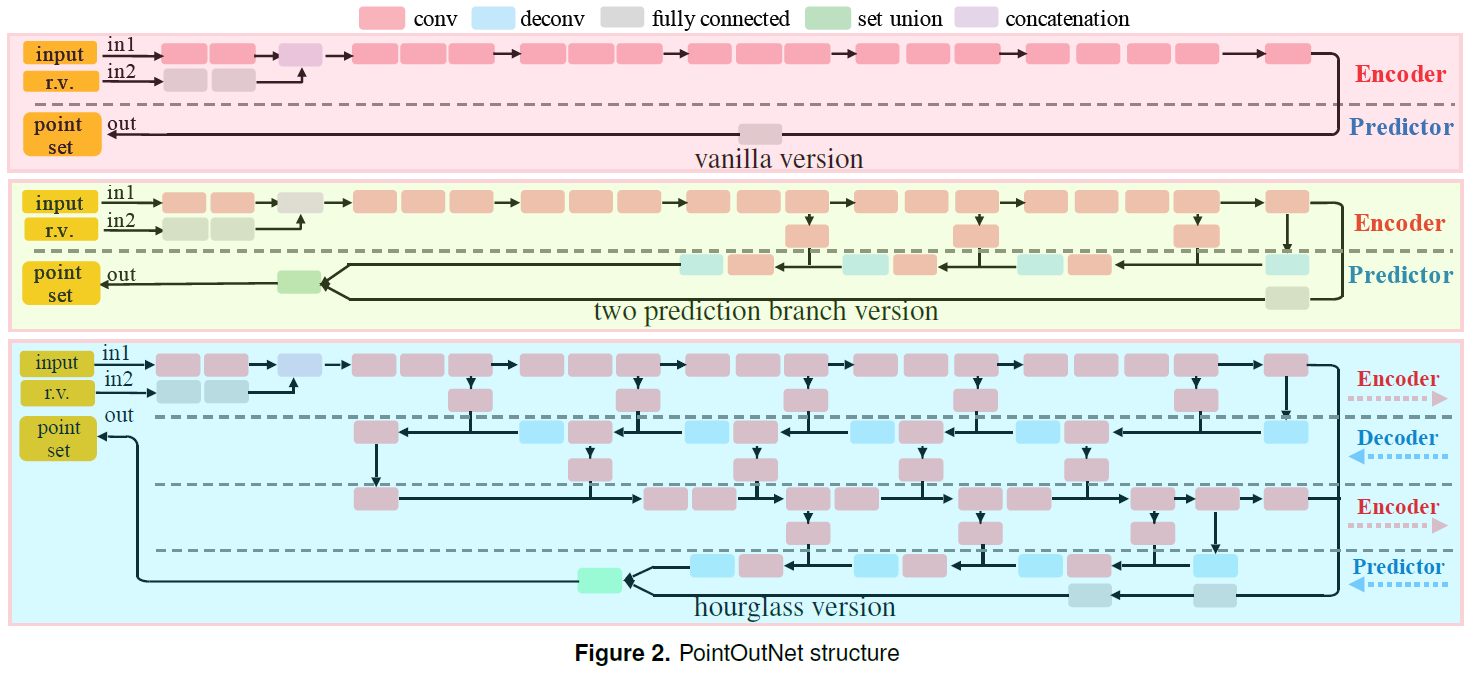 conv deconv fully connected set union concatenation
input in1
r.v. in2
Encoder
point set out
Predictor
vanilla version
input in1
r.v. in2
Encoder
point set out
Predictor
two prediction branch version
input in1
r.v. in2
Encoder
out
point set
Decoder
Encoder
Predictor
hourglass version
Figure 2. PointOutNet structure